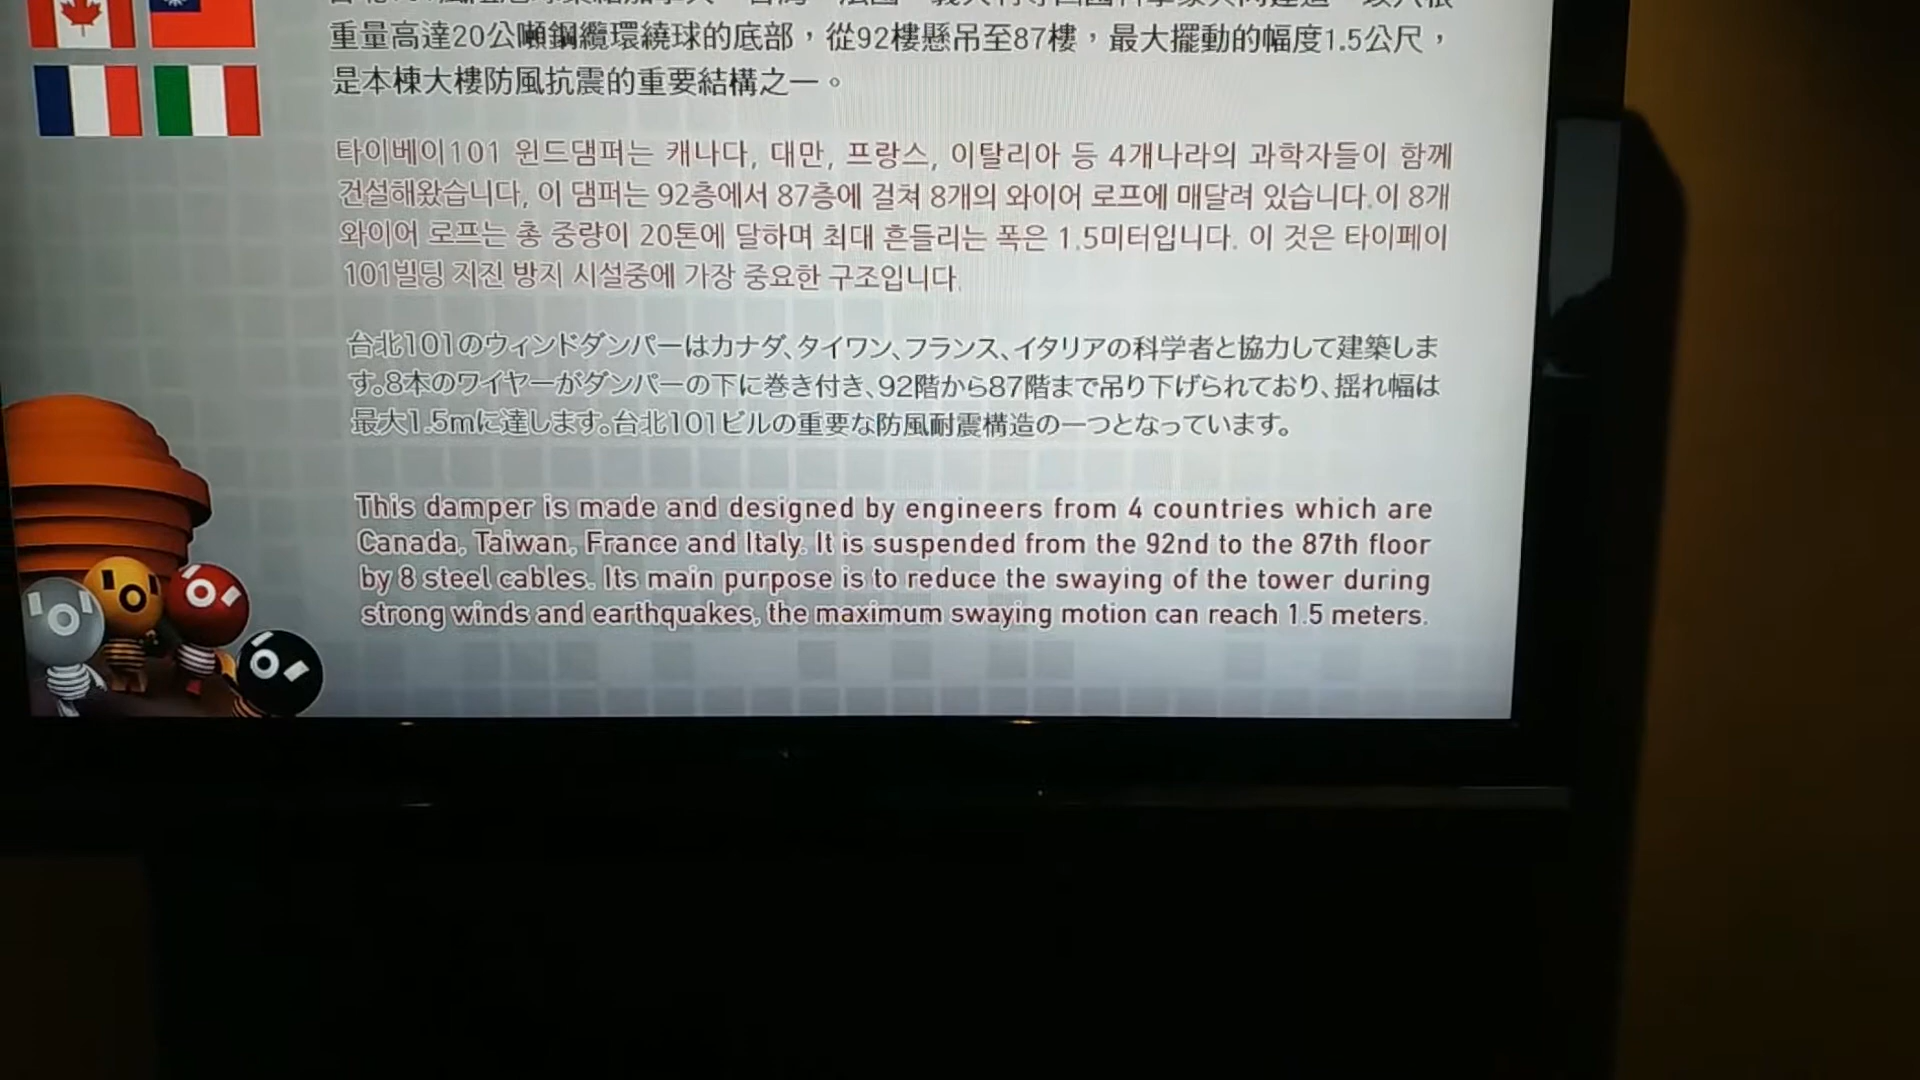 重量高達20公噸鋼纜環繞球的底部，從92樓懸吊至87樓，最大擺動的幅度1.5公尺，
是本棟大樓防風抗震的重要結構之一。
타이베이101 윈드댐퍼는 캐나다, 대만, 프랑스, 이탈리아 등 4개나라의 과학자들이 함께
건설해왔습니다, 이 댐퍼는 92층에서 87층에 걸쳐 8개의 와이어 로프에 매달려 있습니다.이 8개
와이어 로프는 총 중량이 20톤에 달하며 최대 흔들리는 폭은 1.5미터입니다. 이 것은 타이페이
101빌딩 지진 방지 시설중에 가장 중요한 구조입니다.
台北101のウィンドダンパーはカナダ、タイワン、フランス、イタリアの科学者と協力して建築しま
す。8本のワイヤーがダンパーの下に巻き付き、92階から87階まで吊り下げられており、揺れ幅は
最大1.5mに達します。台北101ビルの重要な防風耐震構造の一つとなっています。
This damper is made and designed by engineers from 4 countries which are
Canada, Taiwan, France and Italy. It is suspended from the 92nd to the 87th floor
by 8 steel cables. Its main purpose is to reduce the swaying of the tower during
strong winds and earthquakes, the maximum swaying motion can reach 1.5 meters.